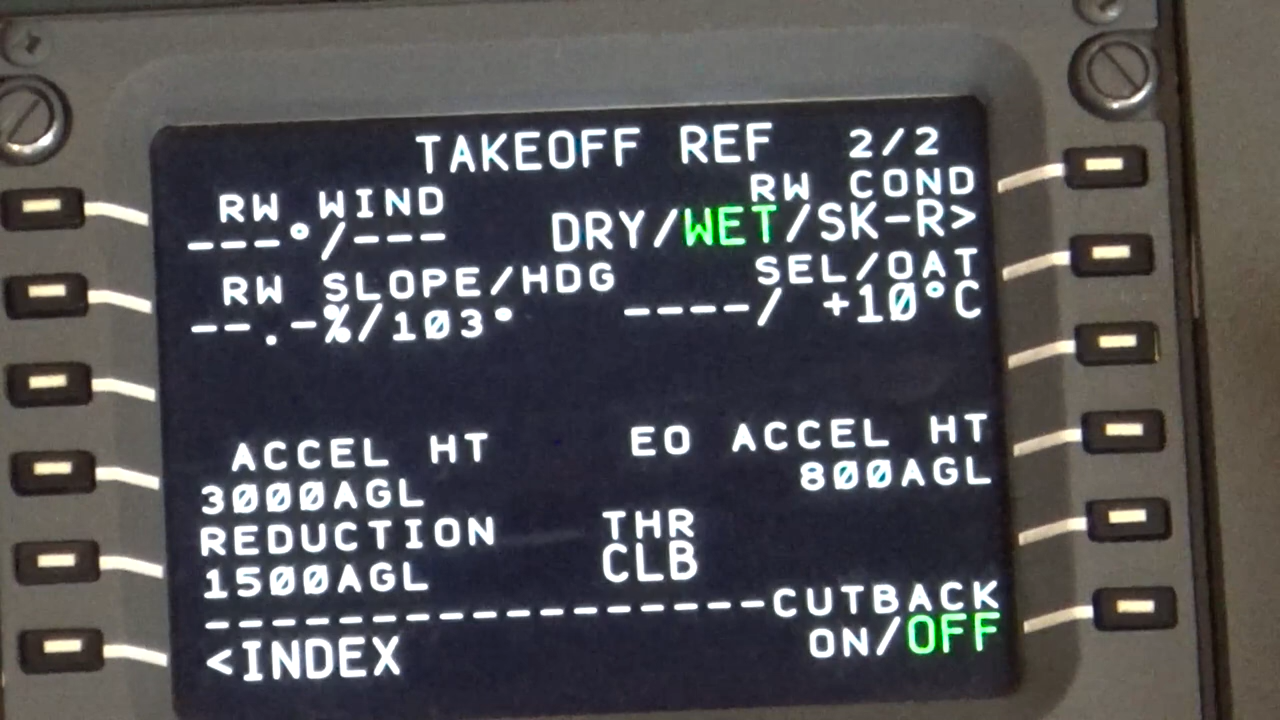 TAKEOFF REF 2/2
RW WIND RW COND
---°/--- DRY/WET/SK-R>
RW SLOPE/HDG SEL/OAT
--.-%/103° ----/ +10°C
ACCEL HT EO ACCEL HT
3000AGL 800AGL
REDUCTION THR
1500AGL CLB
------------------CUTBACK
<INDEX ON/OFF